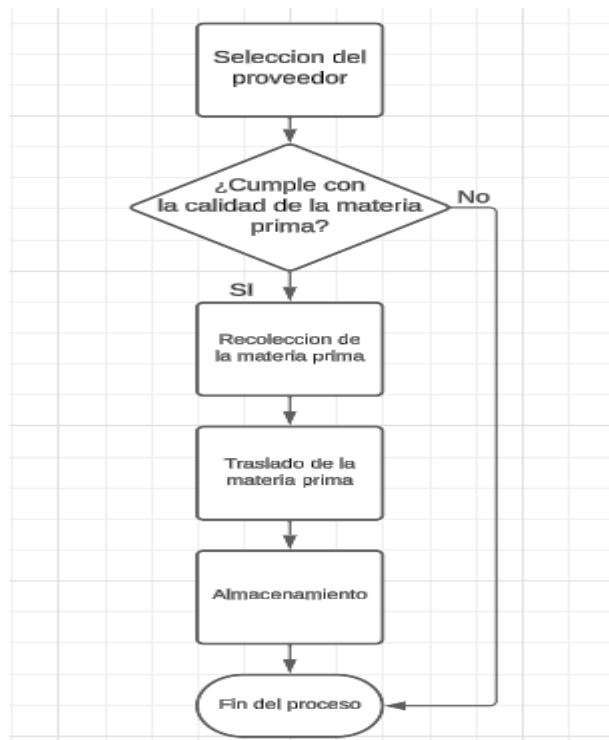 Seleccion del
proveedor
¿Cumple con
la calidad de la materia
prima?
No
SI
Recoleccion de
la materia prima
Traslado de la
materia prima
Almacenamiento
Fin del proceso